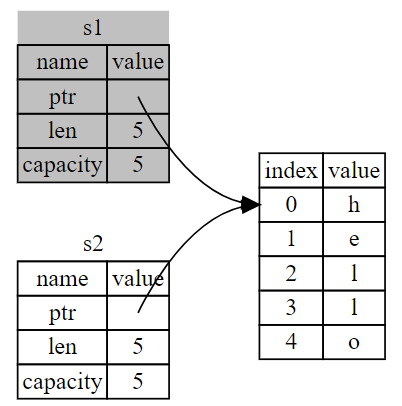 s1
name value
ptr
len 5
capacity 5
s2
name value
ptr
len 5
capacity 5
index value
0 h
1 e
2 l
3 l
4 o